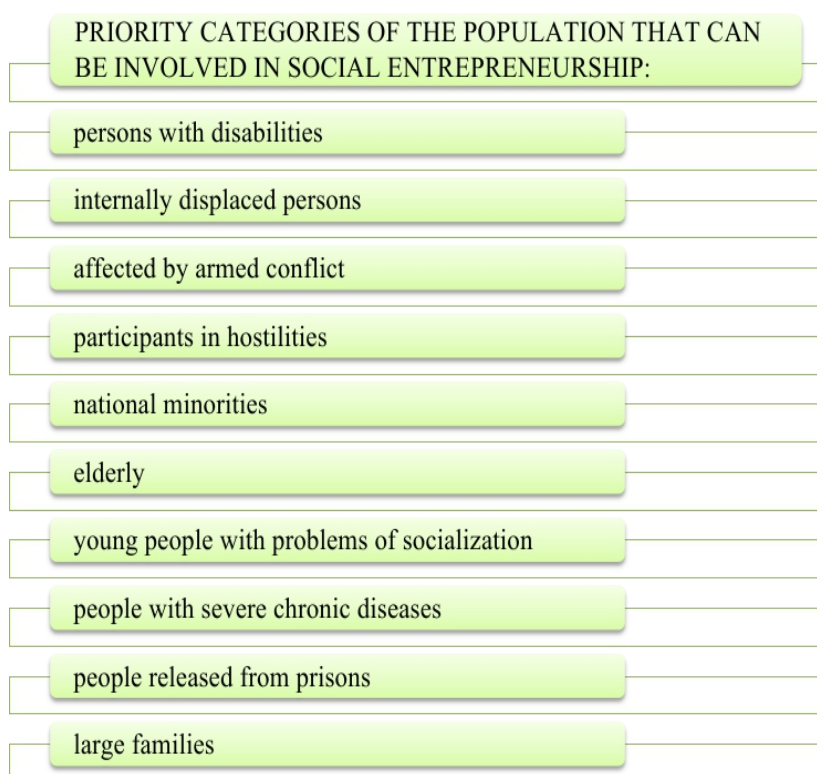 PRIORITY CATEGORIES OF THE POPULATION THAT CAN
BE INVOLVED IN SOCIAL ENTREPRENEURSHIP:
persons with disabilities
internally displaced persons
affected by armed conflict
participants in hostilities
national minorities
elderly
young people with problems of socialization
people with severe chronic diseases
people released from prisons
large families